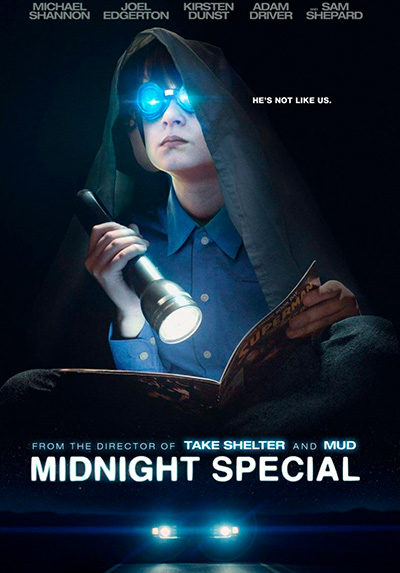 MICHAEL SHANNON JOEL EDGERTON KIRSTEN DUNST ADAM DRIVER AND SAM SHEPARD
HE'S NOT LIKE US.
SUPERMAN
FROM THE DIRECTOR OF TAKE SHELTER AND MUD
MIDNIGHT SPECIAL